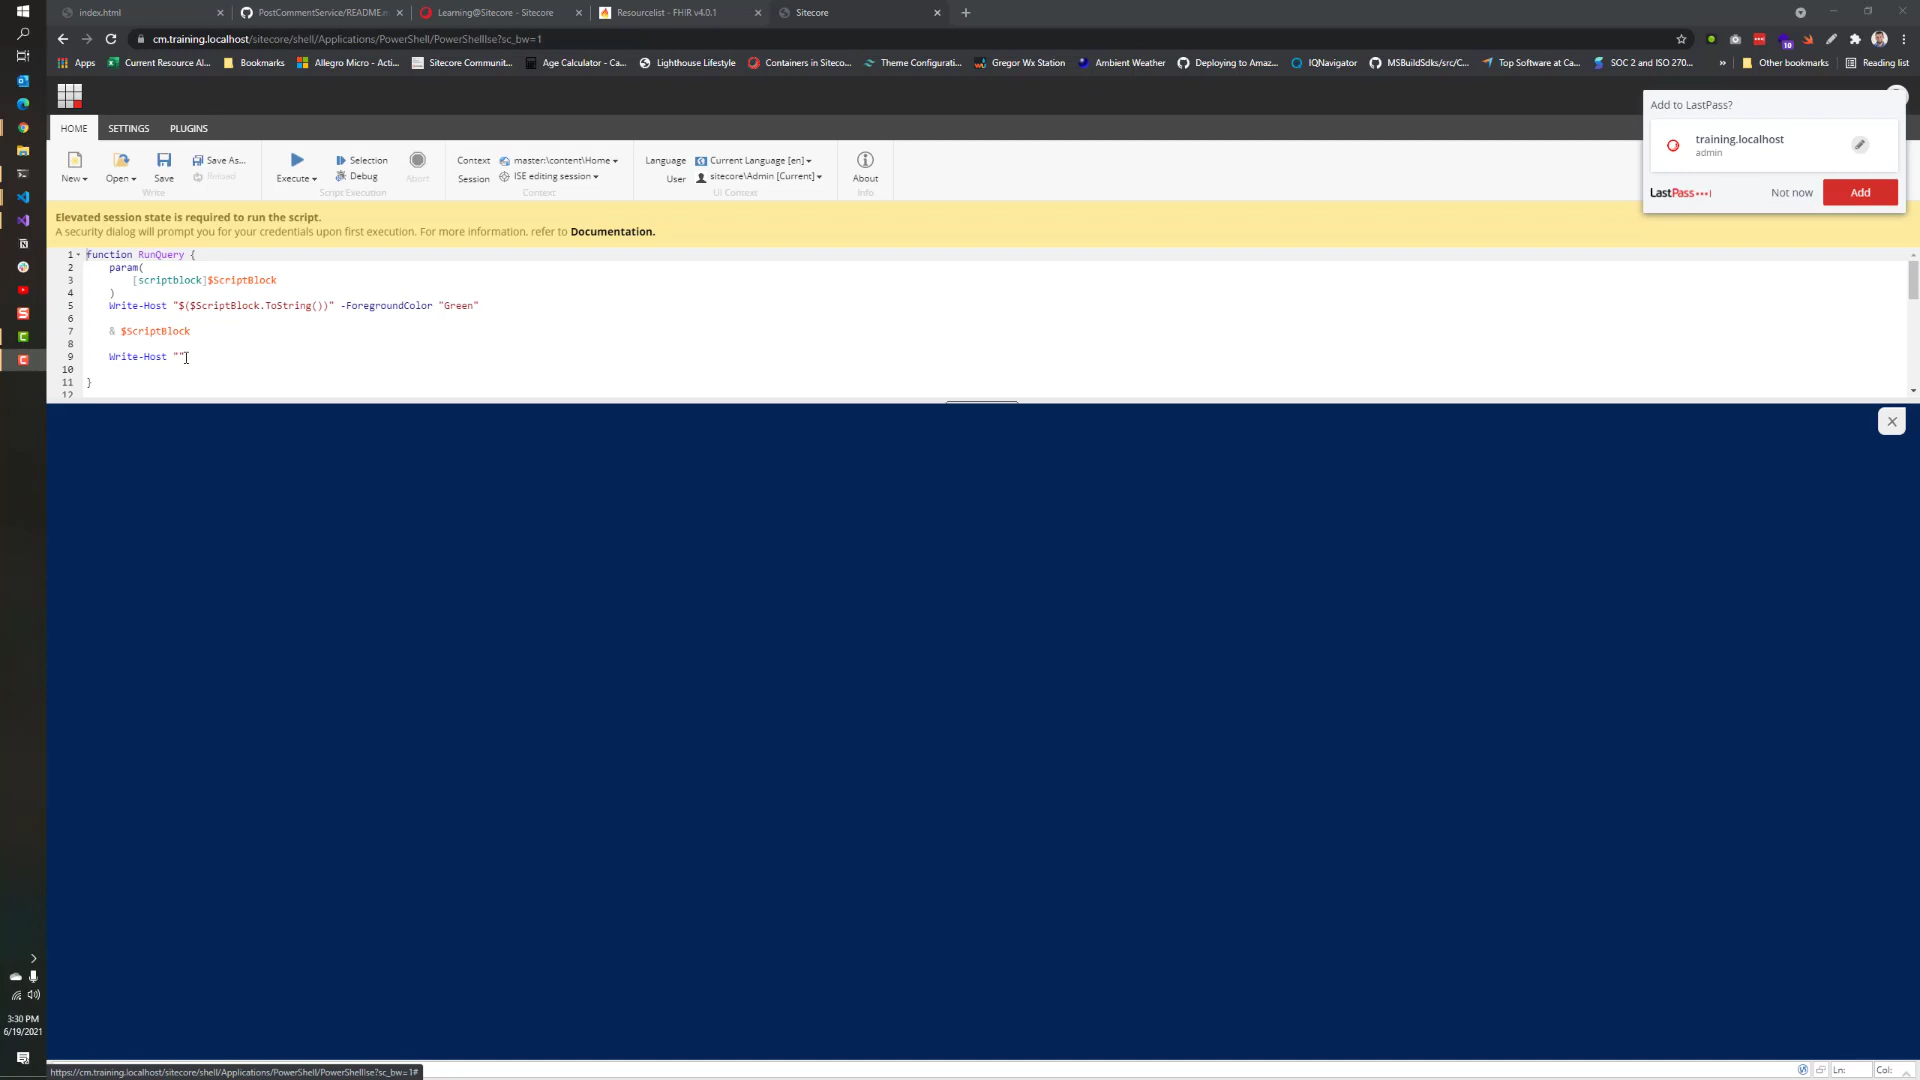 index.html
PostCommentService/README.m
Learning@Sitecore - Sitecore
Resourcelist - FHIR v4.0.1
Sitecore
cm.training.localhost/sitecore/shell/Applications/PowerShell/PowerShellIse?sc_bw=1
10
Apps
Current Resource Al...
Bookmarks
Allegro Micro - Acti...
Sitecore Communit...
Age Calculator - Ca...
Lighthouse Lifestyle
Containers in Siteco...
Theme Configurati...
Gregor Wx Station
Ambient Weather
Deploying to Amaz...
IQNavigator
MSBuildSdks/src/C...
Top Software at Ca...
SOC 2 and ISO 270...
»
Other bookmarks
Reading list
Add to LastPass?
training.localhost
admin
LastPass
Not now
Add
HOME
SETTINGS
PLUGINS
New
Open
Save
Save As...
Reload
Write
Execute
Selection
Debug
Abort
Script Execution
Context
master:\content\Home
Session
ISE editing session
Context
Language
Current Language [en]
User
sitecore\Admin [Current]
UI Context
About
Info
Elevated session state is required to run the script.
A security dialog will prompt you for your credentials upon first execution. For more information. refer to Documentation.
1 function RunQuery {
2 param(
3 [scriptblock]$ScriptBlock
4 )
5 Write-Host "$($ScriptBlock.ToString())" -ForegroundColor "Green"
6
7 & $ScriptBlock
8
9 Write-Host ""
10
11 }
12
3:30 PM
6/19/2021
https://cm.training.localhost/sitecore/shell/Applications/PowerShell/PowerShellIse?sc_bw=1#
Ln:
Col: